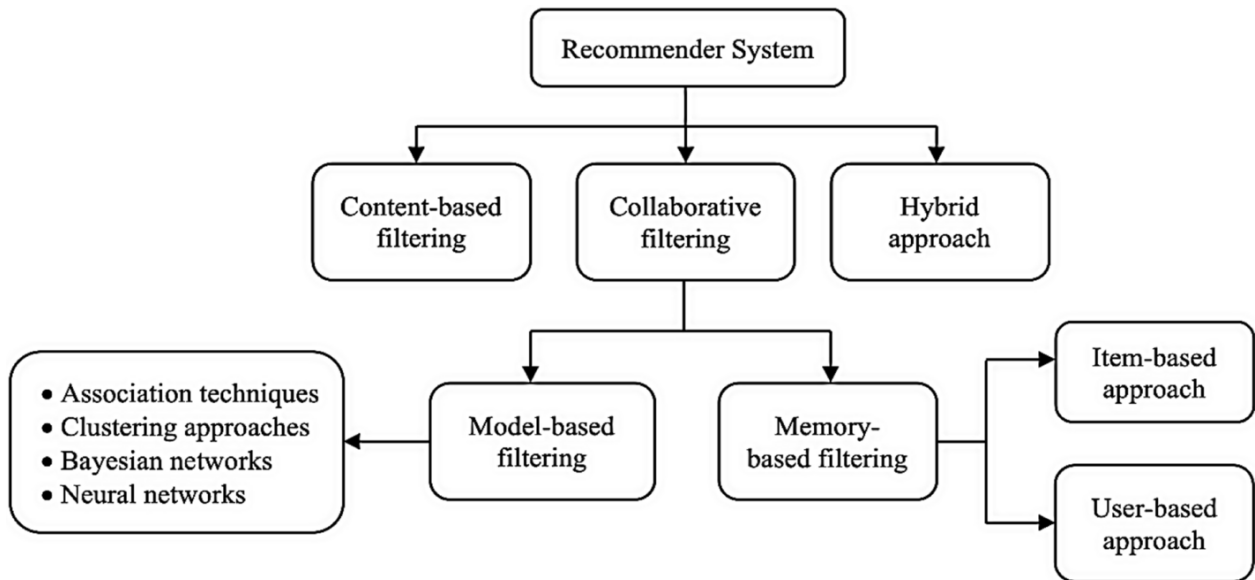 Recommender System
Content-based
filtering
Collaborative
filtering
Hybrid
approach
• Association techniques
• Clustering approaches
• Bayesian networks
• Neural networks
Model-based
filtering
Memory-
based filtering
Item-based
approach
User-based
approach